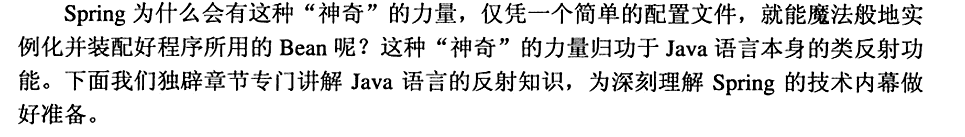 Spring 为什么会有这种“神奇”的力量，仅凭一个简单的配置文件，就能魔法般地实
例化并装配好程序所用的 Bean 呢？这种“神奇”的力量归功于 Java 语言本身的类反射功
能。下面我们独辟章节专门讲解 Java 语言的反射知识，为深刻理解 Spring 的技术内幕做
好准备。